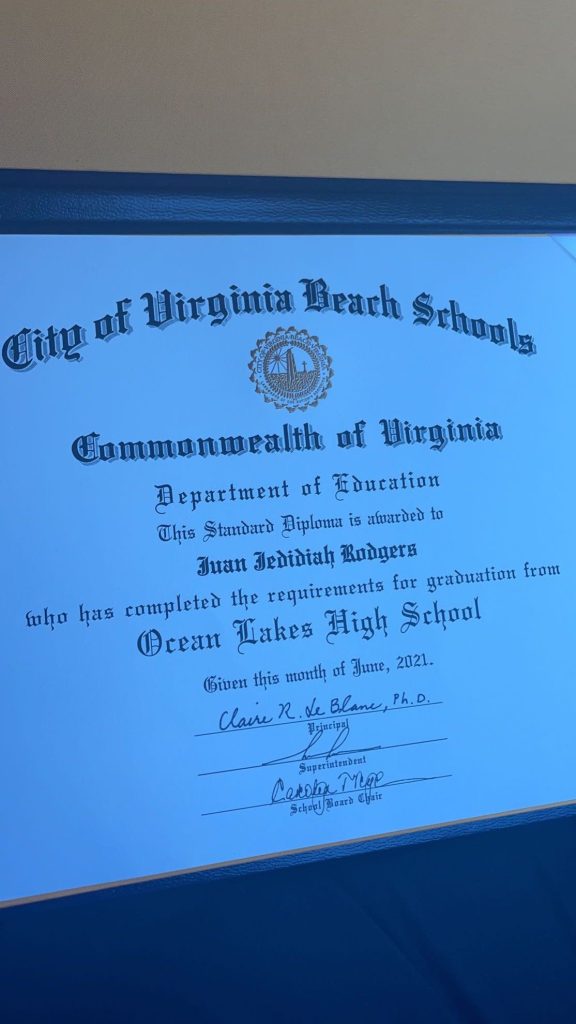 City of Virginia Beach Schools
Commonwealth of Virginia
Department of Education
This Standard Diploma is awarded to
Juan Jedidiah Rodgers
who has completed the requirements for graduation from
Ocean Lakes High School
Given this month of June, 2021.
Claire R. Le Blanc, Ph.D.
Principal
Superintendent
School Board Chair